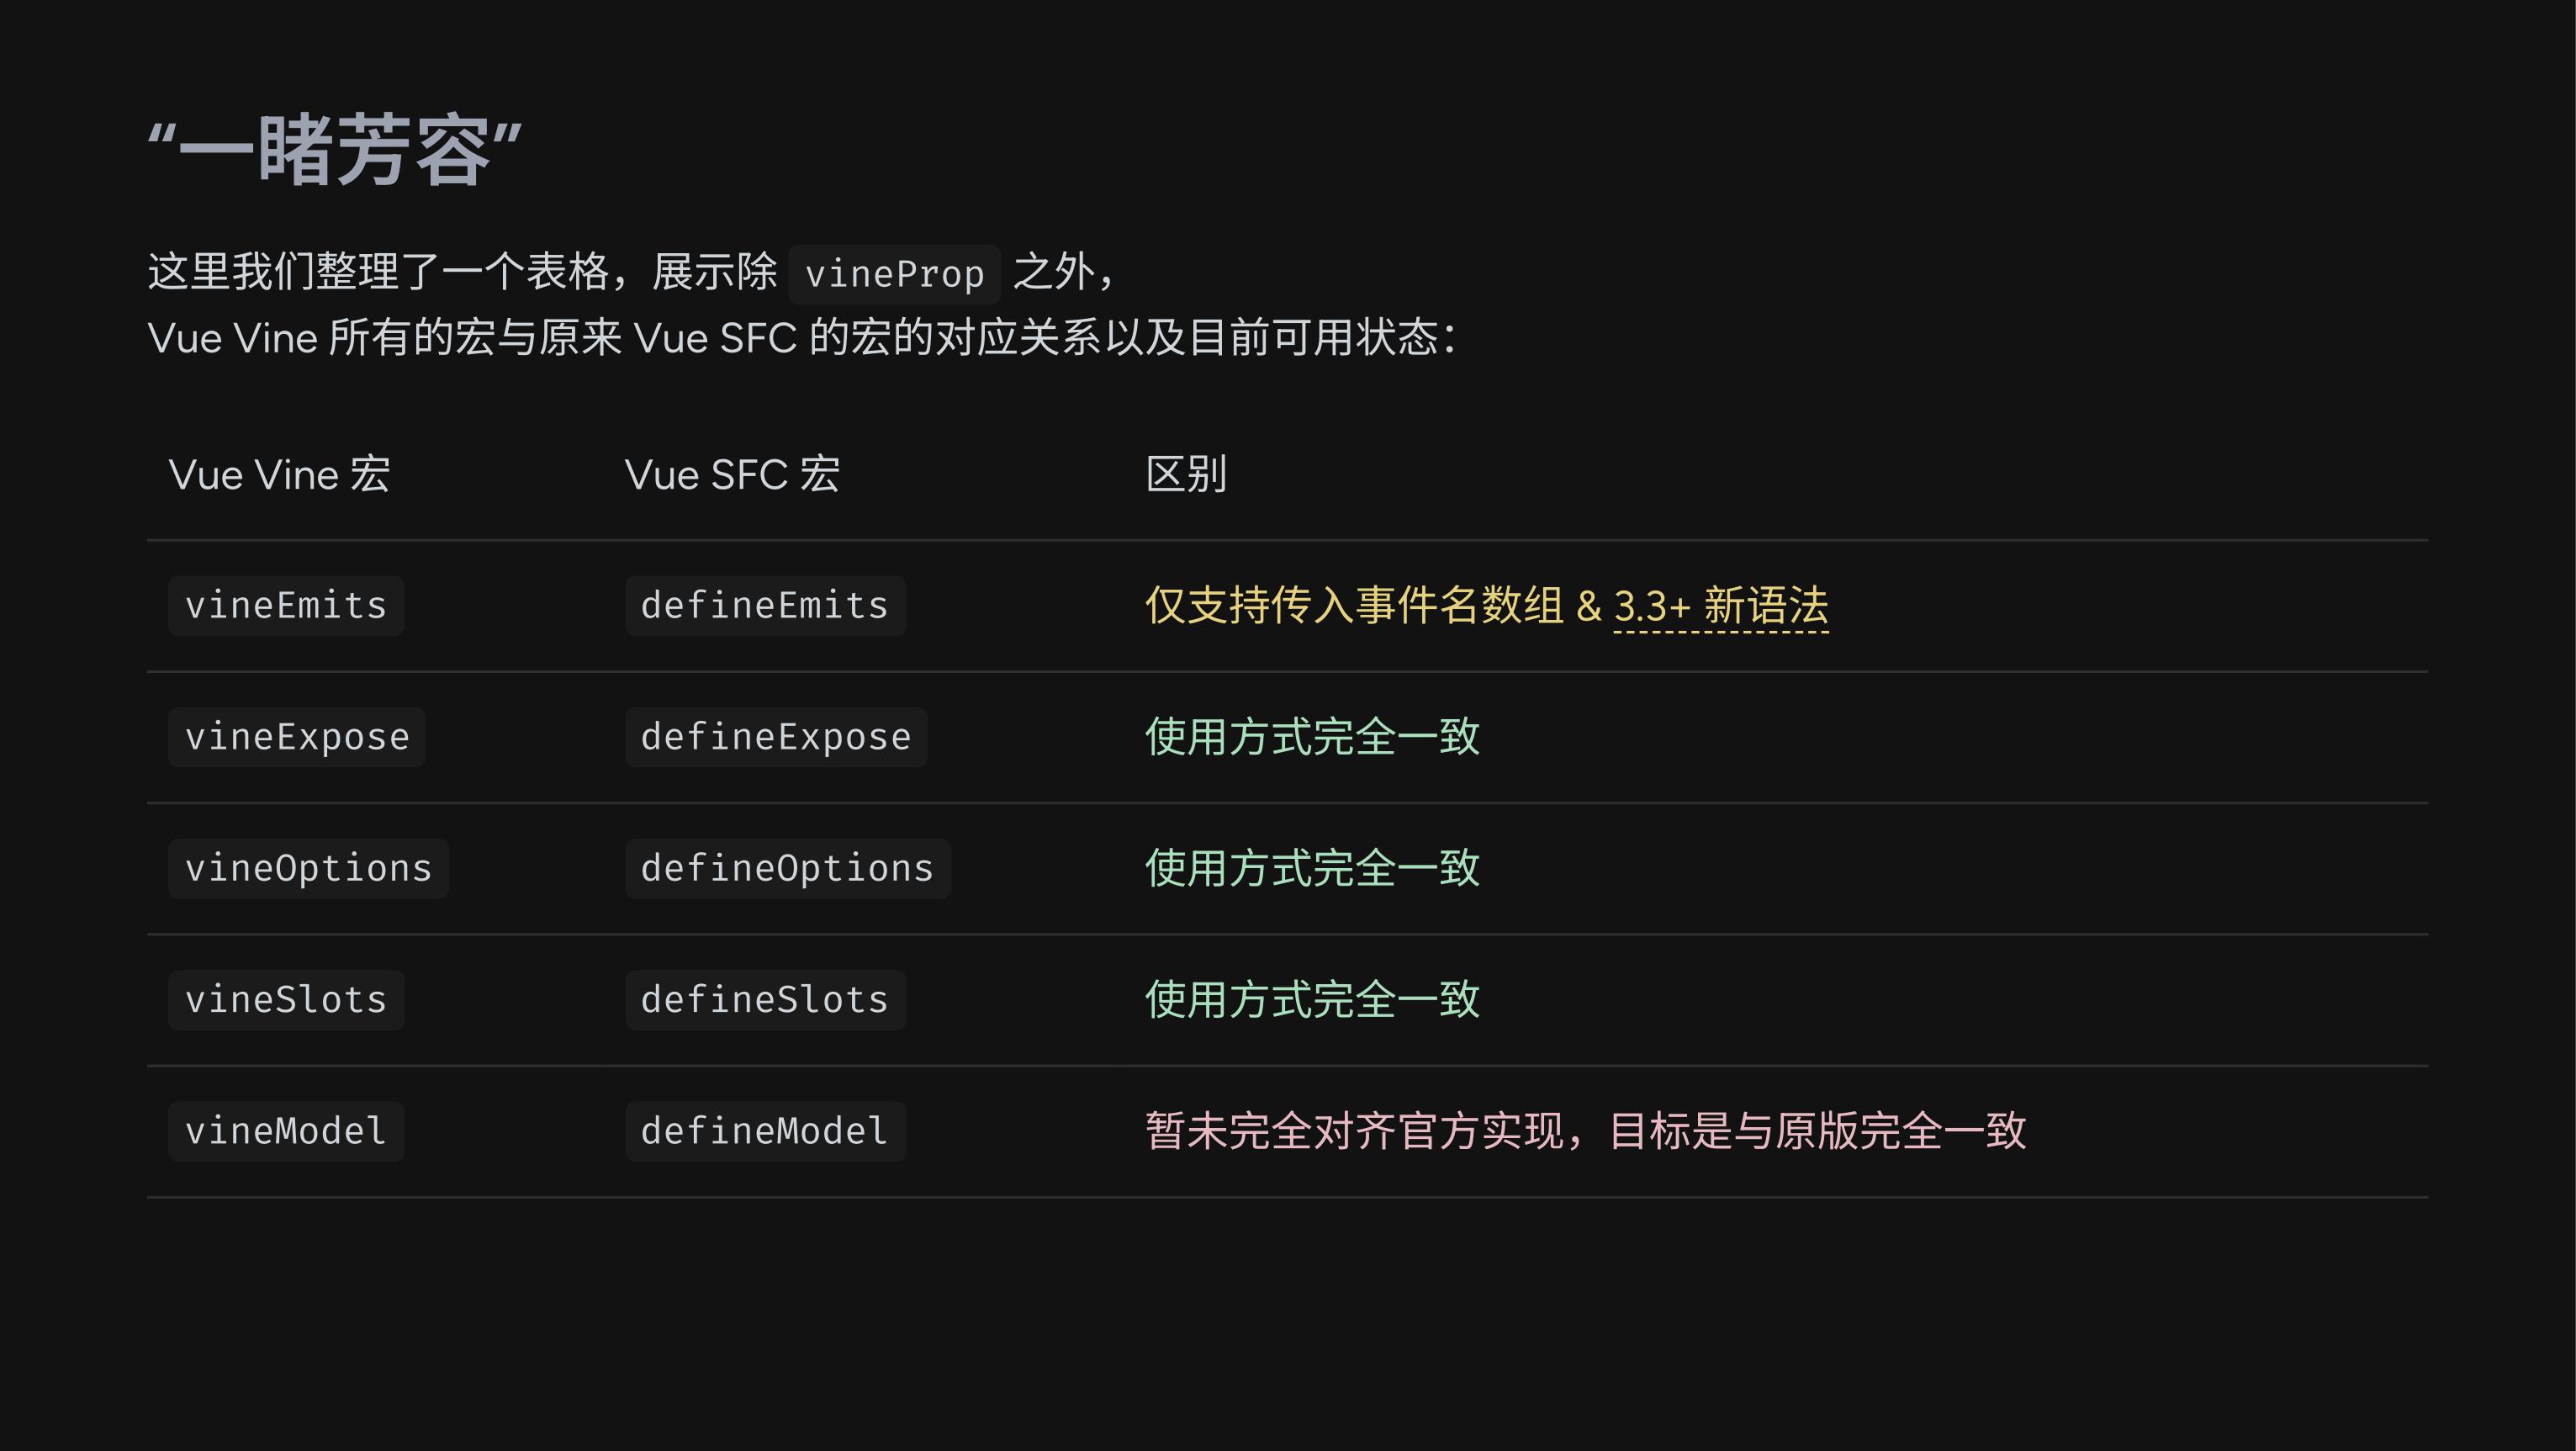 “一睹芳容”
这里我们整理了一个表格，展示除 vineProp 之外，
Vue Vine 所有的宏与原来 Vue SFC 的宏的对应关系以及目前可用状态：
Vue Vine 宏 Vue SFC 宏 区别
vineEmits defineEmits 仅支持传入事件名数组 & 3.3+ 新语法
vineExpose defineExpose 使用方式完全一致
vineOptions defineOptions 使用方式完全一致
vineSlots defineSlots 使用方式完全一致
vineModel defineModel 暂未完全对齐官方实现，目标是与原版完全一致